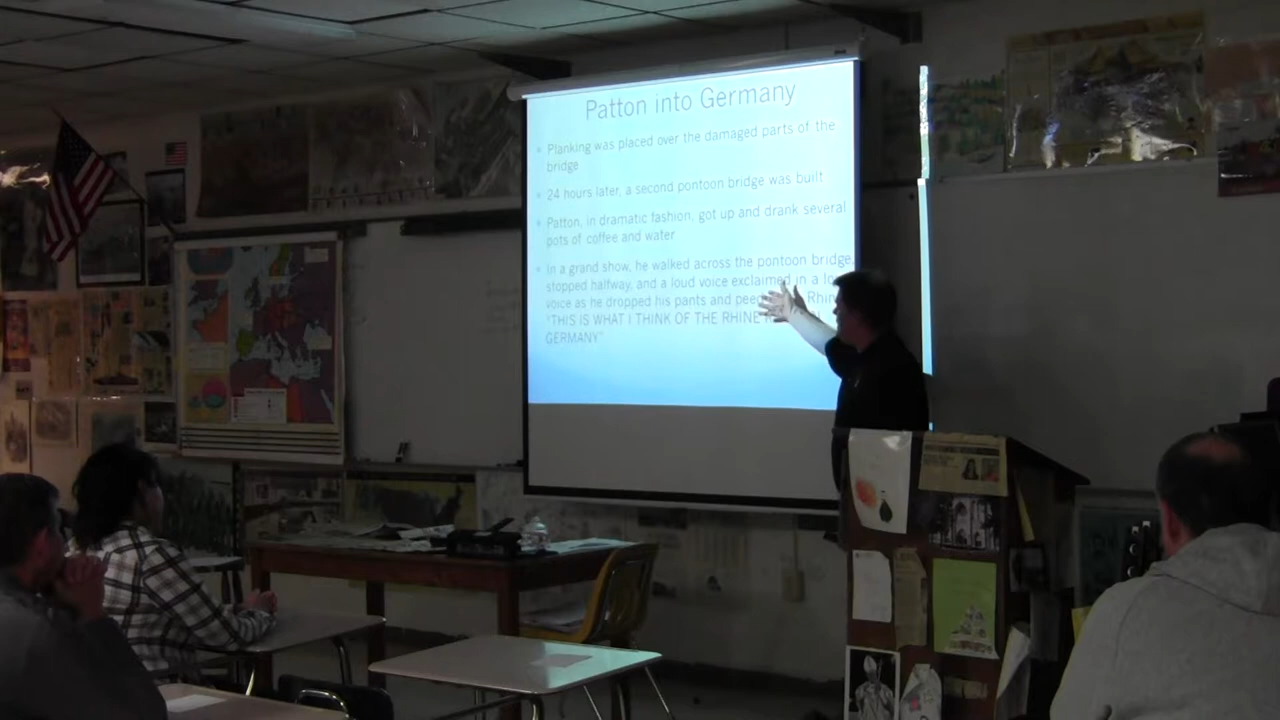 Patton into Germany
Planking was placed over the damaged parts of the
bridge
24 hours later, a second pontoon bridge was built
Patton, in dramatic fashion, got up and drank several
pots of coffee and water
In a grand show, he walked across the pontoon bridge,
stopped halfway, and a loud voice exclaimed in a
voice as he dropped his pants and
"THIS IS WHAT I THINK OF THE RHINE
GERMANY"